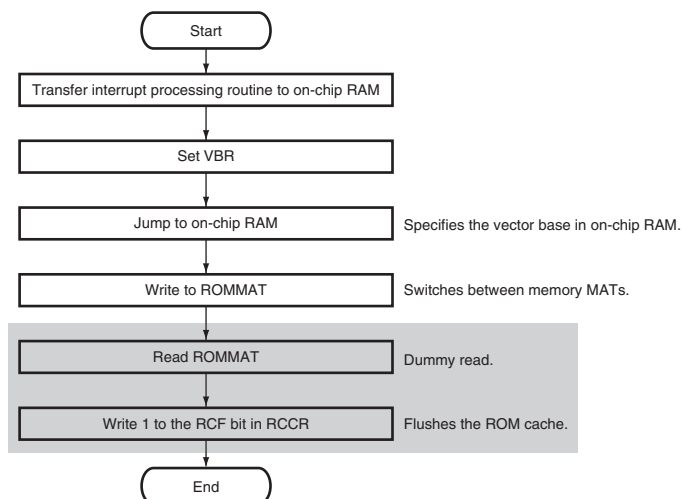 Start
Transfer interrupt processing routine to on-chip RAM
Set VBR
Jump to on-chip RAM Specifies the vector base in on-chip RAM.
Write to ROMMAT Switches between memory MATs.
Read ROMMAT Dummy read.
Write 1 to the RCF bit in RCCR Flushes the ROM cache.
End